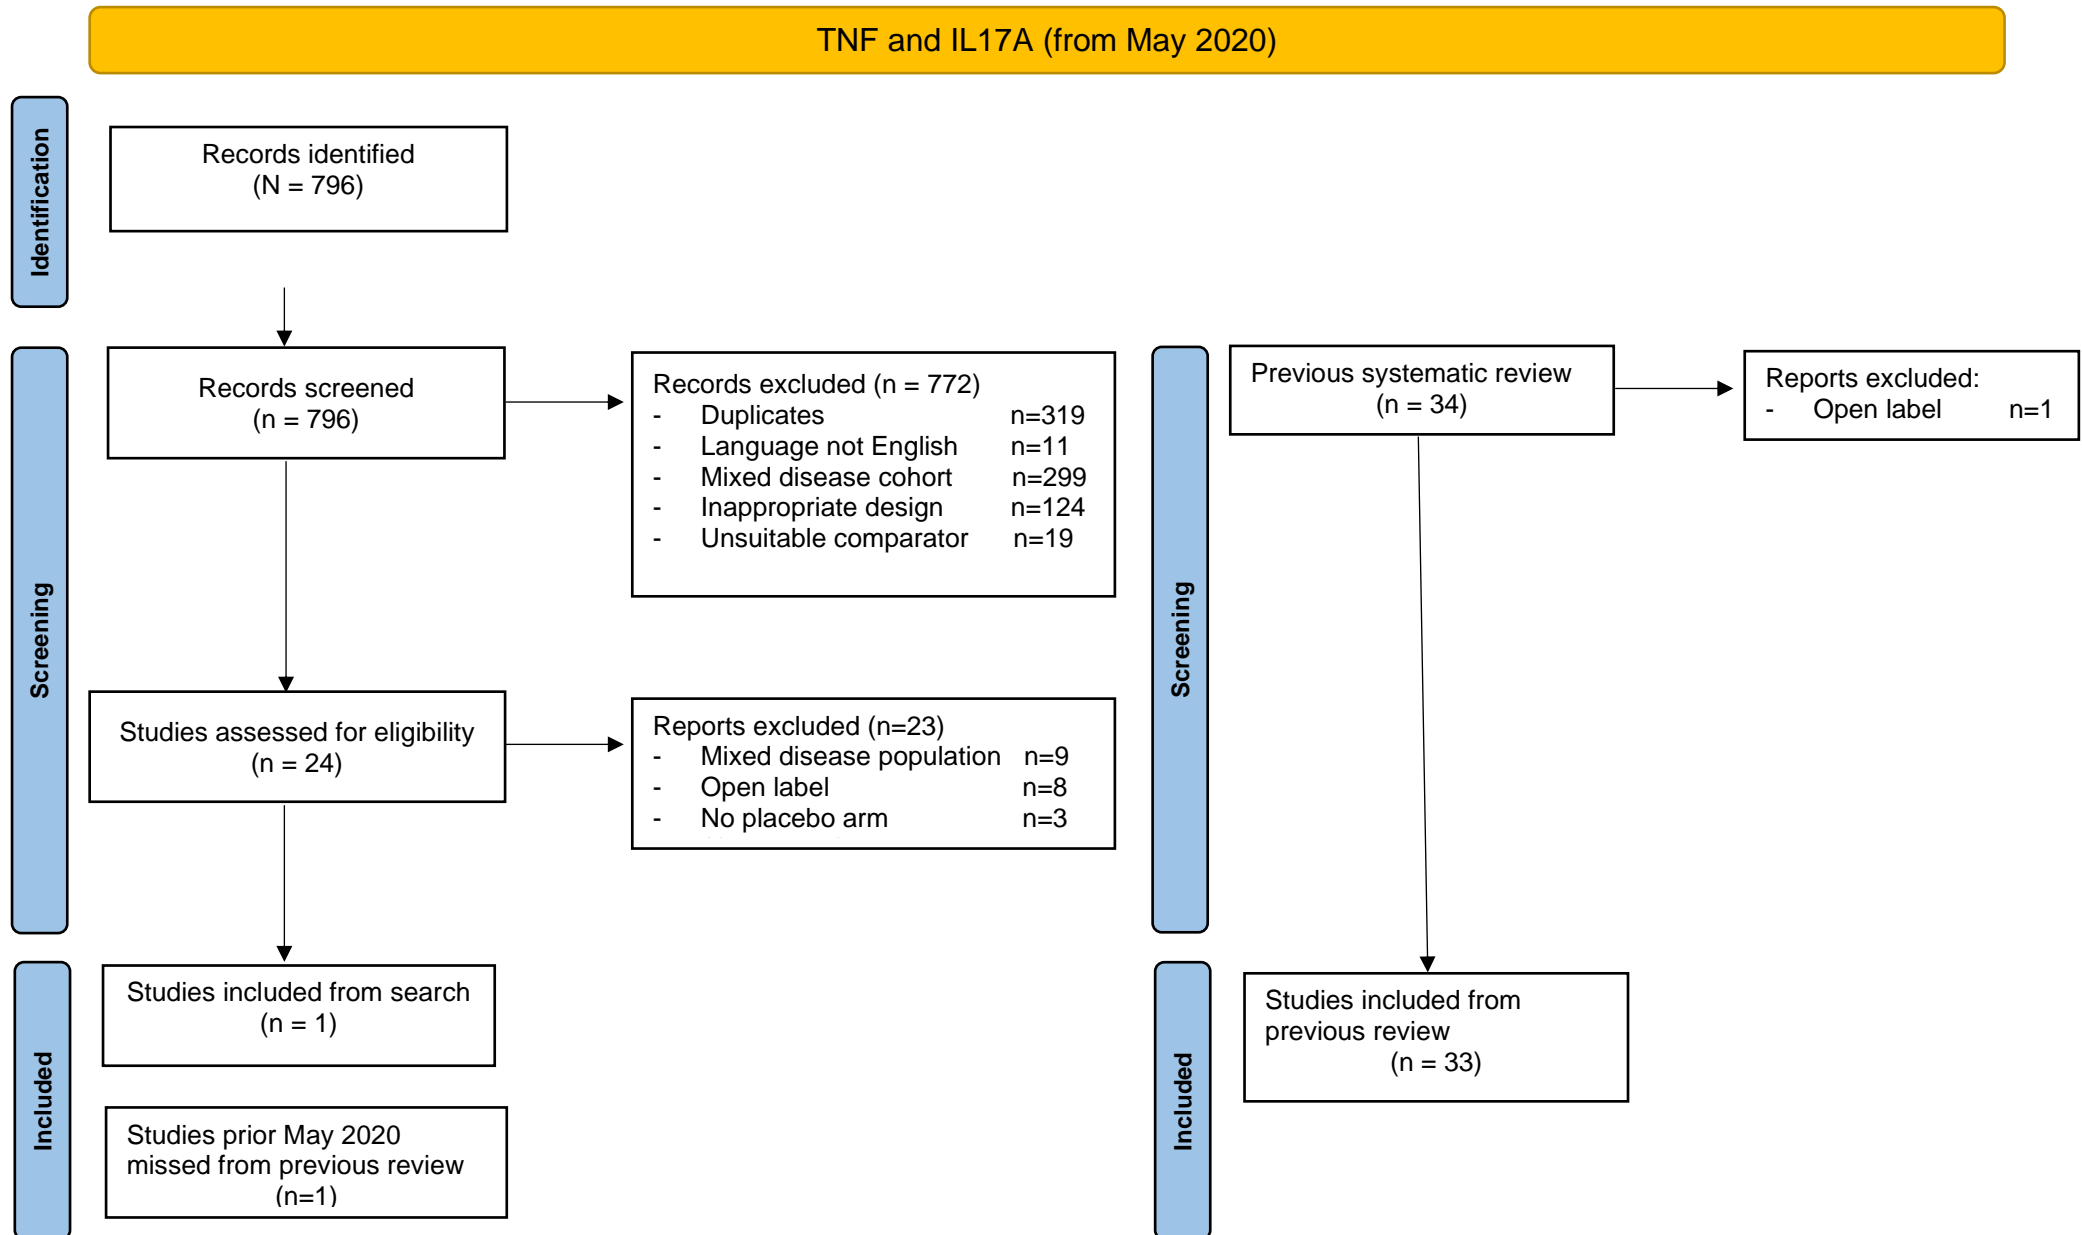 TNF and IL17A (from May 2020)
Identification
Records identified
(N = 796)
Screening
Records screened
(n = 796)
Records excluded (n = 772)
- Duplicates n=319
- Language not English n=11
- Mixed disease cohort n=299
- Inappropriate design n=124
- Unsuitable comparator n=19
Studies assessed for eligibility
(n = 24)
Reports excluded (n=23)
- Mixed disease population n=9
- Open label n=8
- No placebo arm n=3
Included
Studies included from search
(n = 1)
Studies prior May 2020
missed from previous review
(n=1)
Screening
Previous systematic review
(n = 34)
Reports excluded:
- Open label n=1
Included
Studies included from
previous review
(n = 33)